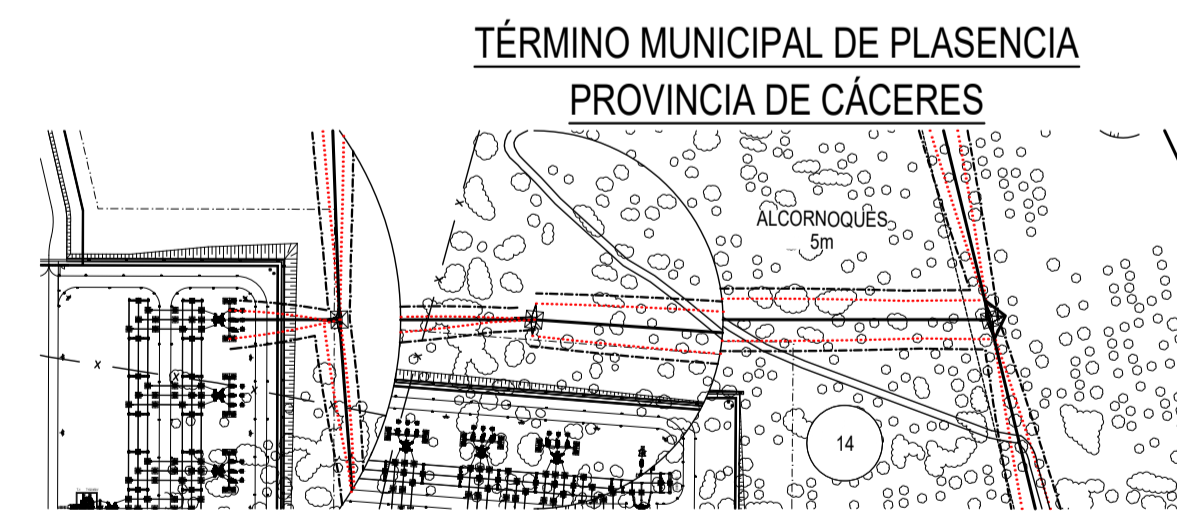 TÉRMINO MUNICIPAL DE PLASENCIA
PROVINCIA DE CÁCERES
ALCORNOQUES
5m
14